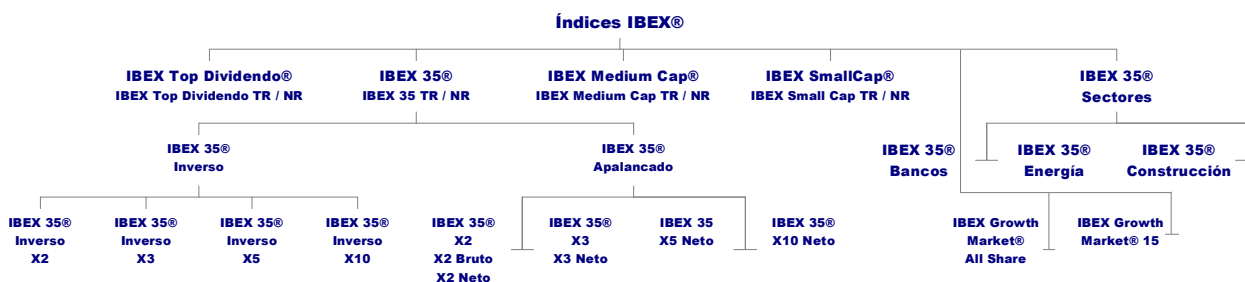 Índices IBEX®
IBEX Top Dividendo®
IBEX Top Dividendo TR / NR
IBEX 35®
IBEX 35 TR / NR
IBEX Medium Cap®
IBEX Medium Cap TR / NR
IBEX SmallCap®
IBEX Small Cap TR / NR
IBEX 35®
Sectores
IBEX 35®
Inverso
IBEX 35®
Apalancado
IBEX 35®
Bancos
IBEX 35®
Energía
IBEX 35®
Construcción
IBEX 35®
Inverso
X2
IBEX 35®
Inverso
X3
IBEX 35®
Inverso
X5
IBEX 35®
Inverso
X10
IBEX 35®
X2
X2 Bruto
X2 Neto
IBEX 35®
X3
X3 Neto
IBEX 35
X5 Neto
IBEX 35®
X10 Neto
IBEX Growth
Market®
All Share
IBEX Growth
Market® 15